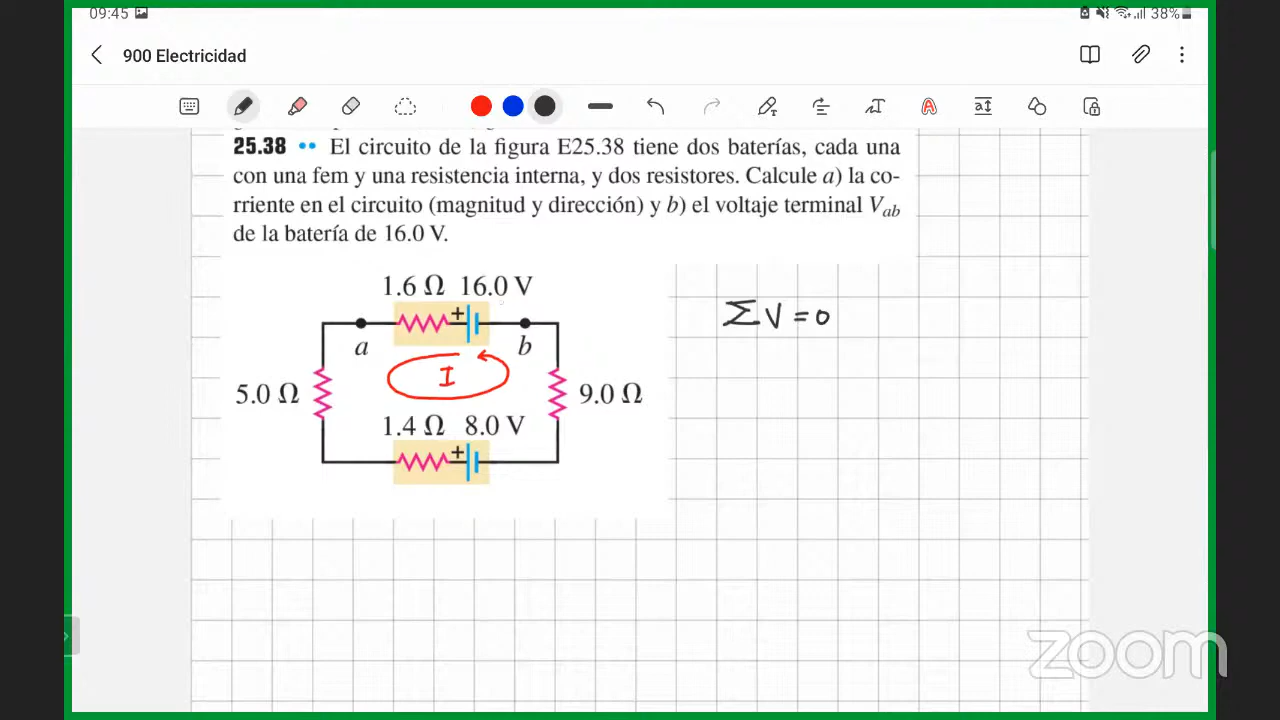 09:45
38%
900 Electricidad
25.38 •• El circuito de la figura E25.38 tiene dos baterías, cada una
con una fem y una resistencia interna, y dos resistores. Calcule a) la co-
rriente en el circuito (magnitud y dirección) y b) el voltaje terminal Vab
de la batería de 16.0 V.
1.6 Ω 16.0 V
+
a
b
I
5.0 Ω
9.0 Ω
1.4 Ω 8.0 V
+
ΣV = 0
zoom